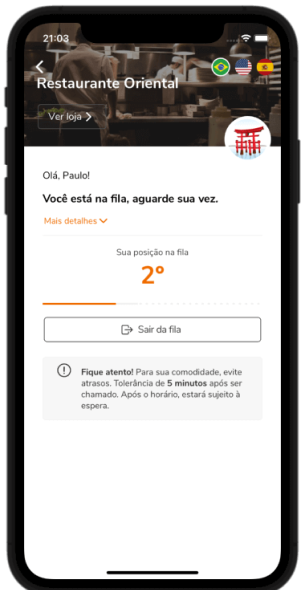 21:03
Restaurante Oriental
Ver loja
Olá, Paulo!
Você está na fila, aguarde sua vez.
Mais detalhes
Sua posição na fila
2º
Sair da fila
Fique atento! Para sua comodidade, evite
atrasos. Tolerância de 5 minutos após ser
chamado. Após o horário, estará sujeito à
espera.